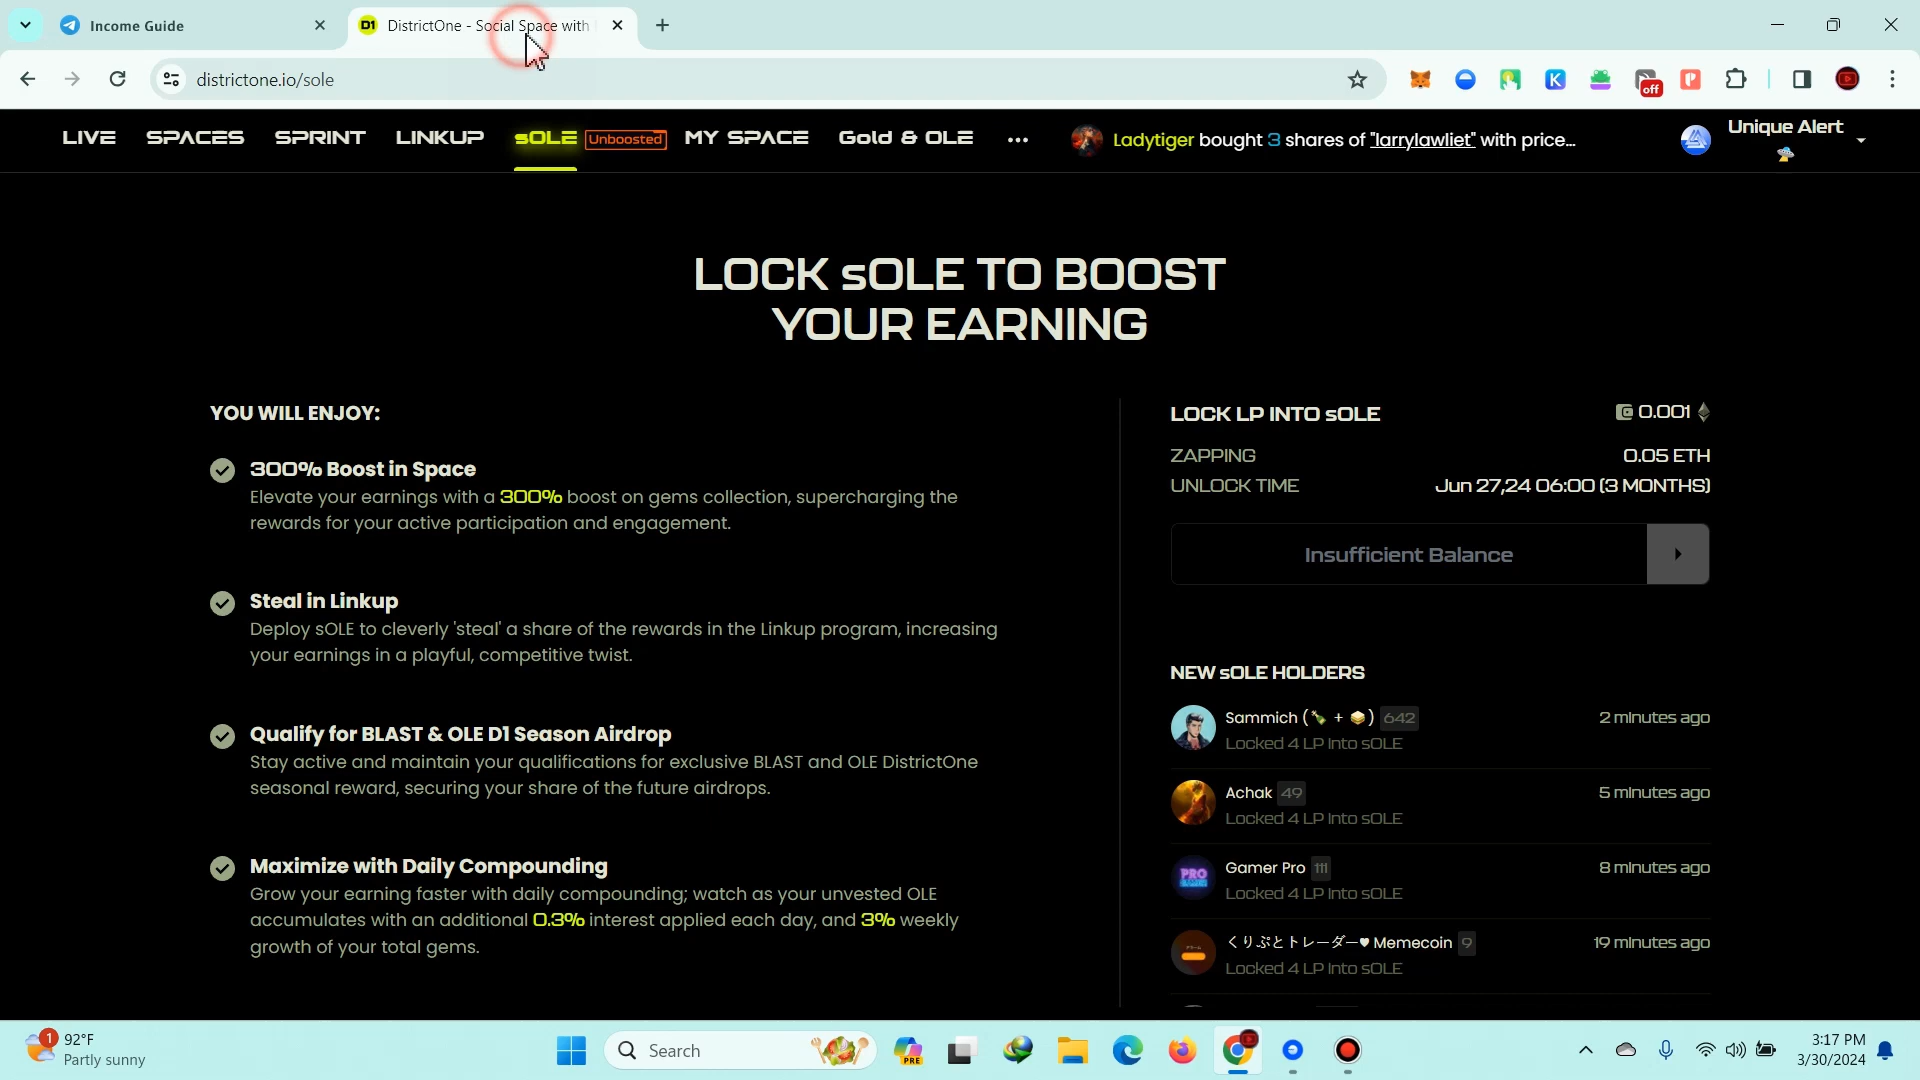 Income Guide
DistrictOne - Social Space with
districtone.io/sole
off
LIVE
SPACES
SPRINT
LINKUP
sOLE
Unboosted
MY SPACE
Gold & OLE
Ladytiger bought 3 shares of "larrylawliet" with price...
Unique Alert
LOCK sOLE TO BOOST
YOUR EARNING
YOU WILL ENJOY:
300% Boost in Space
Elevate your earnings with a 300% boost on gems collection, supercharging the
rewards for your active participation and engagement.
Steal in Linkup
Deploy sOLE to cleverly 'steal' a share of the rewards in the Linkup program, increasing
your earnings in a playful, competitive twist.
Qualify for BLAST & OLE D1 Season Airdrop
Stay active and maintain your qualifications for exclusive BLAST and OLE DistrictOne
seasonal reward, securing your share of the future airdrops.
Maximize with Daily Compounding
Grow your earning faster with daily compounding; watch as your unvested OLE
accumulates with an additional 0.3% interest applied each day, and 3% weekly
growth of your total gems.
LOCK LP INTO sOLE
0.001
ZAPPING
0.05 ETH
UNLOCK TIME
Jun 27,24 06:00 (3 MONTHS)
Insufficient Balance
NEW sOLE HOLDERS
Sammich ( + ) 642
2 minutes ago
Locked 4 LP Into sOLE
Achak 49
5 minutes ago
Locked 4 LP Into sOLE
PRO
GAMER
Gamer Pro 111
8 minutes ago
Locked 4 LP Into sOLE
くりぷとトレーダー♥ Memecoin 9
19 minutes ago
Locked 4 LP Into sOLE
1
92°F
Partly sunny
Search
PRE
3:17 PM
3/30/2024